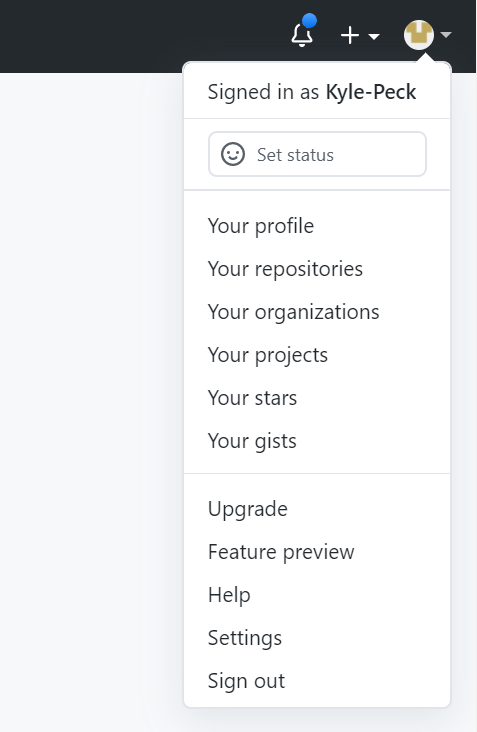 Signed in as Kyle-Peck
Set status
Your profile
Your repositories
Your organizations
Your projects
Your stars
Your gists
Upgrade
Feature preview
Help
Settings
Sign out